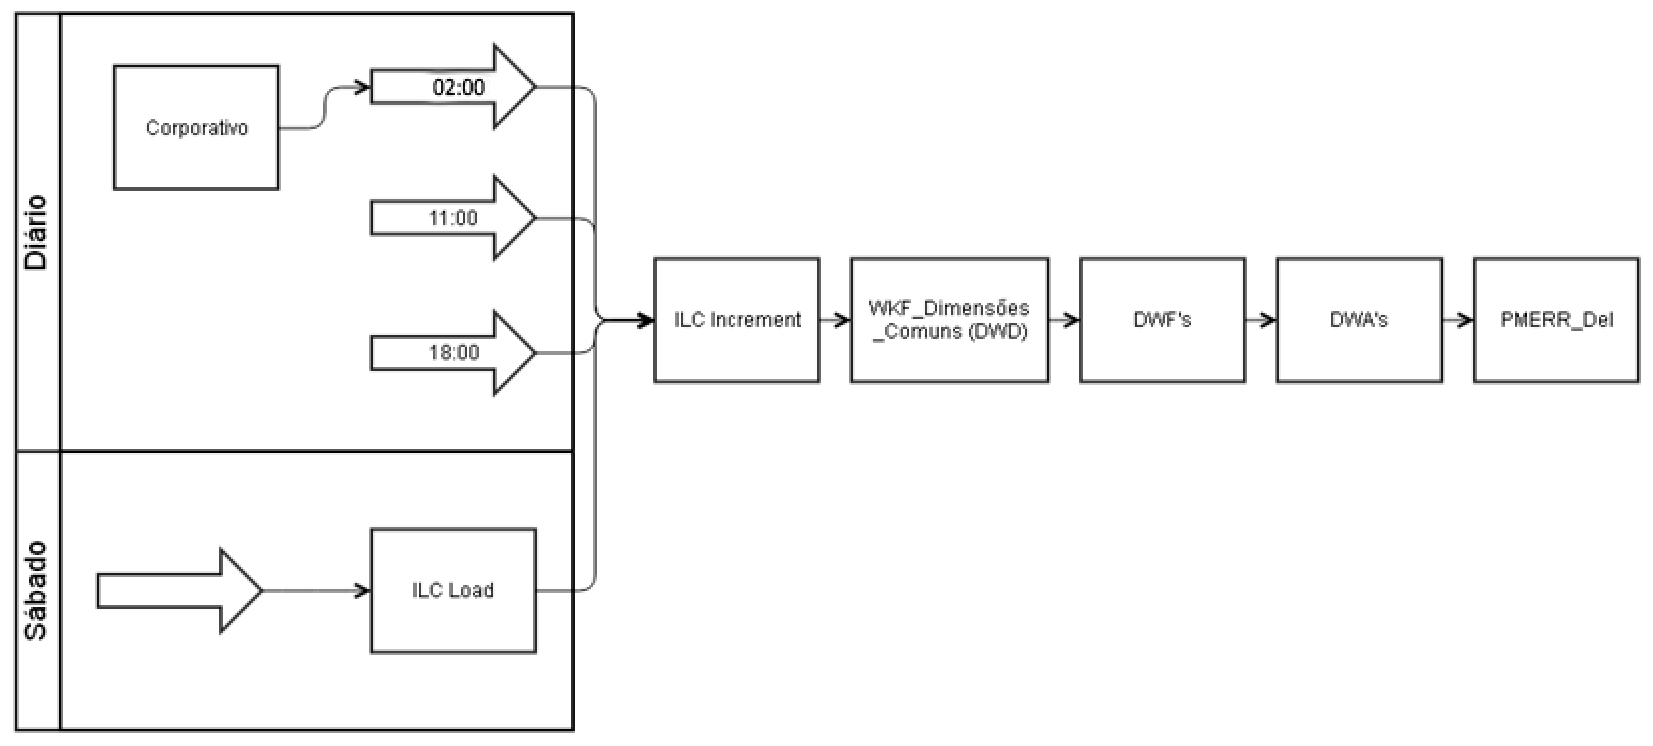 Diário
Corporativo
02:00
11:00
18:00
Sábado
ILC Load
ILC Increment
WKF_Dimensões
_Comuns (DWD)
DWF's
DWA's
PMERR_Del